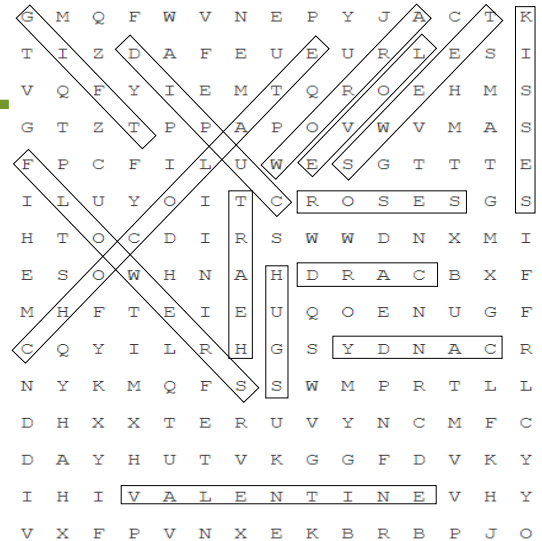 G M Q F W V N E P Y J A C T K
T I Z D A F E U E U R L E S I
V Q F Y I E M T Q R O E H M S
G T Z T P P A P O V W V M A S
F P C F I L U W E S G T T T E
I L U Y O I T C R O S E S G S
H T O C D I R S W W D N X M I
E S O W H N A H D R A C B X F
M H F T E I E U Q O E N U G F
C Q Y I L R H G S Y D N A C R
N Y K M Q F S S W M P R T L L
D H X X T E R U V Y N C M F C
D A Y H U T V K G G F D V K Y
I H I V A L E N T I N E V H Y
V X F P V N X E K B R B P J O